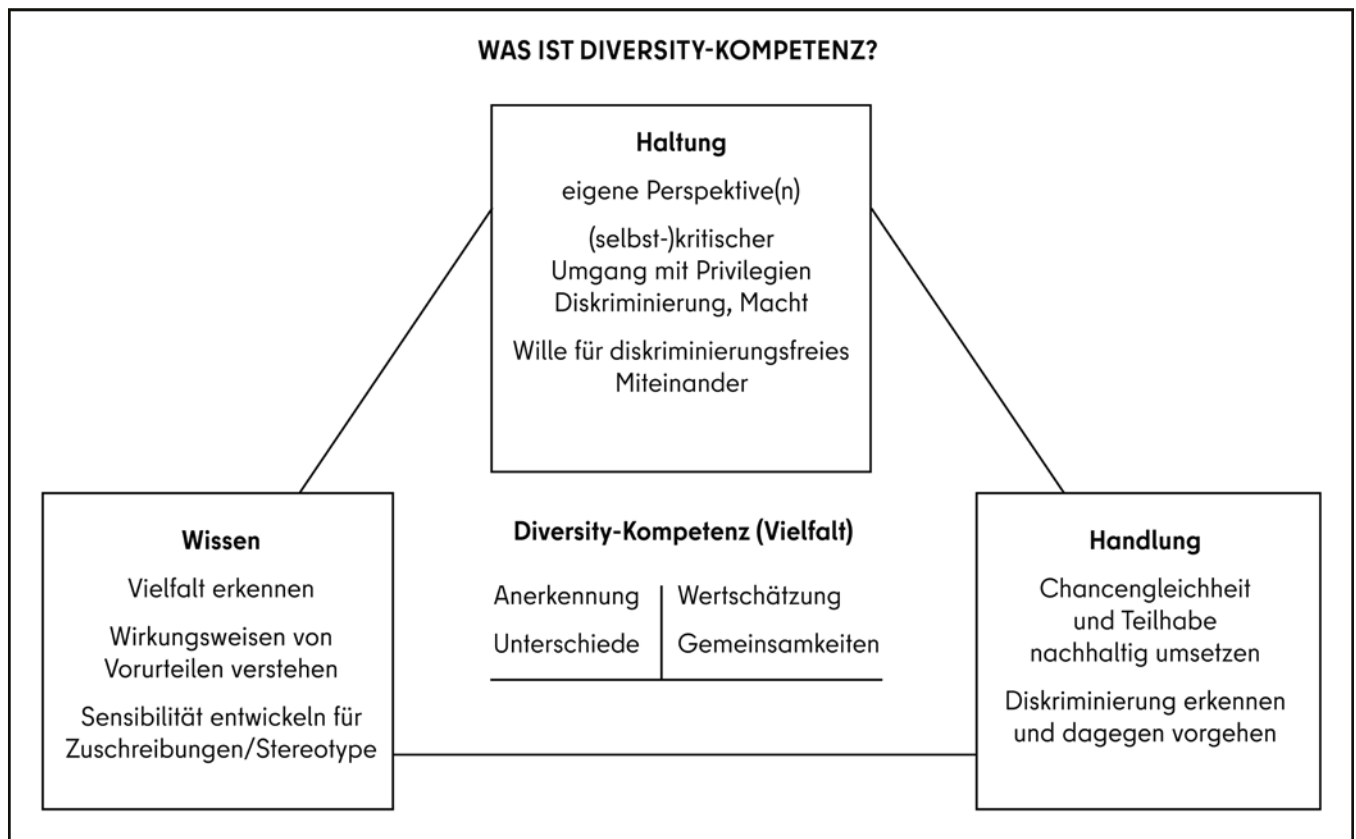 WAS IST DIVERSITY-KOMPETENZ?
Haltung
eigene Perspektive(n)
(selbst-)kritischer
Umgang mit Privilegien
Diskriminierung, Macht
Wille für diskriminierungsfreies
Miteinander
Wissen
Vielfalt erkennen
Wirkungsweisen von
Vorurteilen verstehen
Sensibilität entwickeln für
Zuschreibungen/Stereotype
Diversity-Kompetenz (Vielfalt)
Anerkennung Wertschätzung
Unterschiede Gemeinsamkeiten
Handlung
Chancengleichheit
und Teilhabe
nachhaltig umsetzen
Diskriminierung erkennen
und dagegen vorgehen